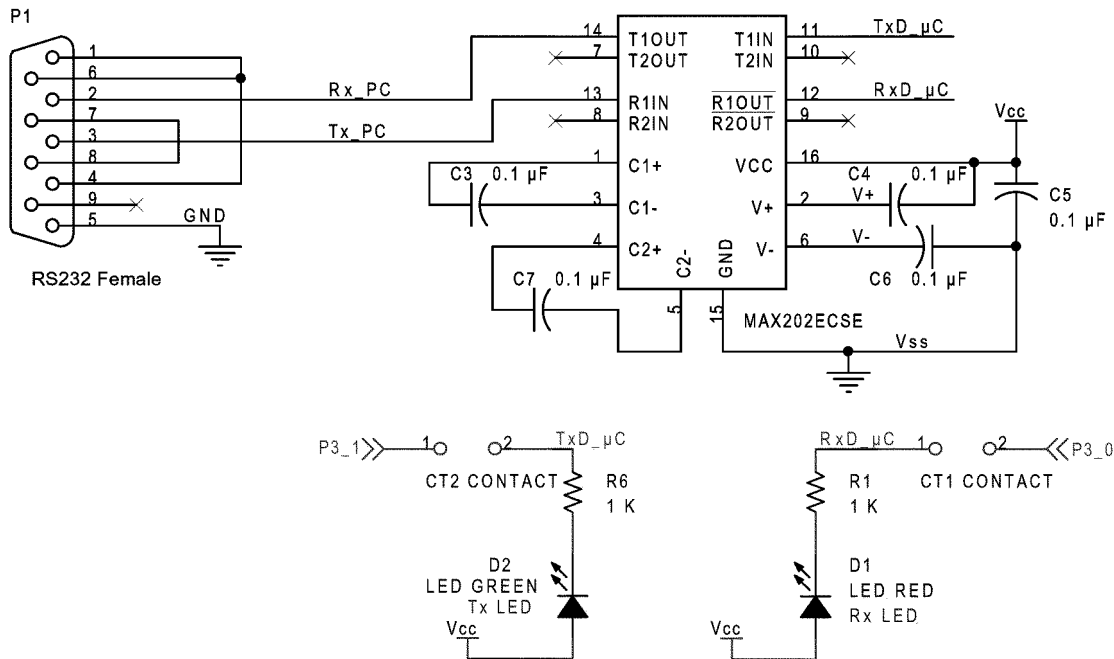 P1
1
6
2
7
3
8
4
9
5
Rx_PC
Tx_PC
GND
RS232 Female
14 T1OUT T1IN 11 TxD_µC
7 T2OUT T2IN 10
13 R1IN R1OUT 12 RxD_µC
8 R2IN R2OUT 9
1 C1+ VCC 16
3 C1- V+ 2
4 C2+ V- 6
C2- GND
5 15
C3 0.1 µF
C7 0.1 µF
V+ C4 0.1 µF
V- C6 0.1 µF
Vcc
C5
0.1 µF
MAX202ECSE
Vss
P3_1 1 2 TxD_µC
CT2 CONTACT
R6
1 K
D2
LED GREEN
Tx LED
Vcc
RxD_µC 1 2 P3_0
CT1 CONTACT
R1
1 K
D1
LED RED
Rx LED
Vcc